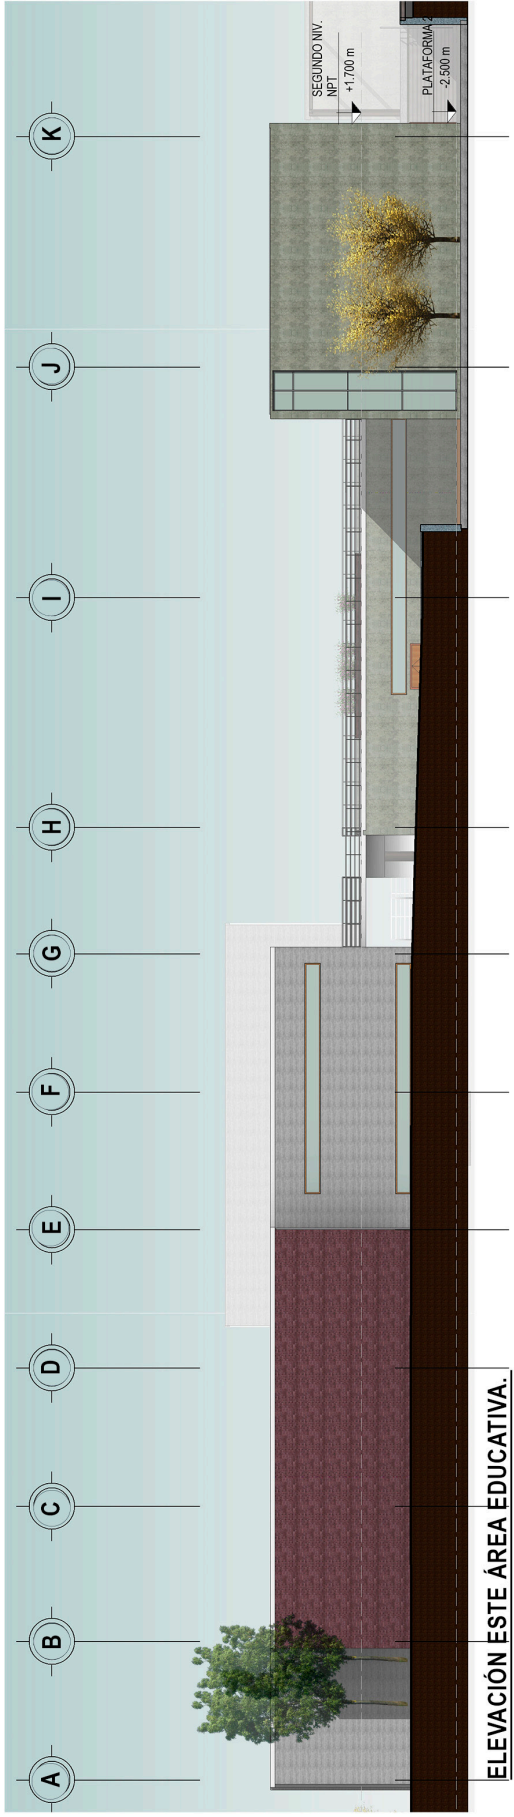 A
B
C
D
E
F
G
H
I
J
K
SEGUNDO NIV.
NPT
+1.700 m
PLATAFORMA 2
-2.500 m
ELEVACIÓN ESTE ÁREA EDUCATIVA.